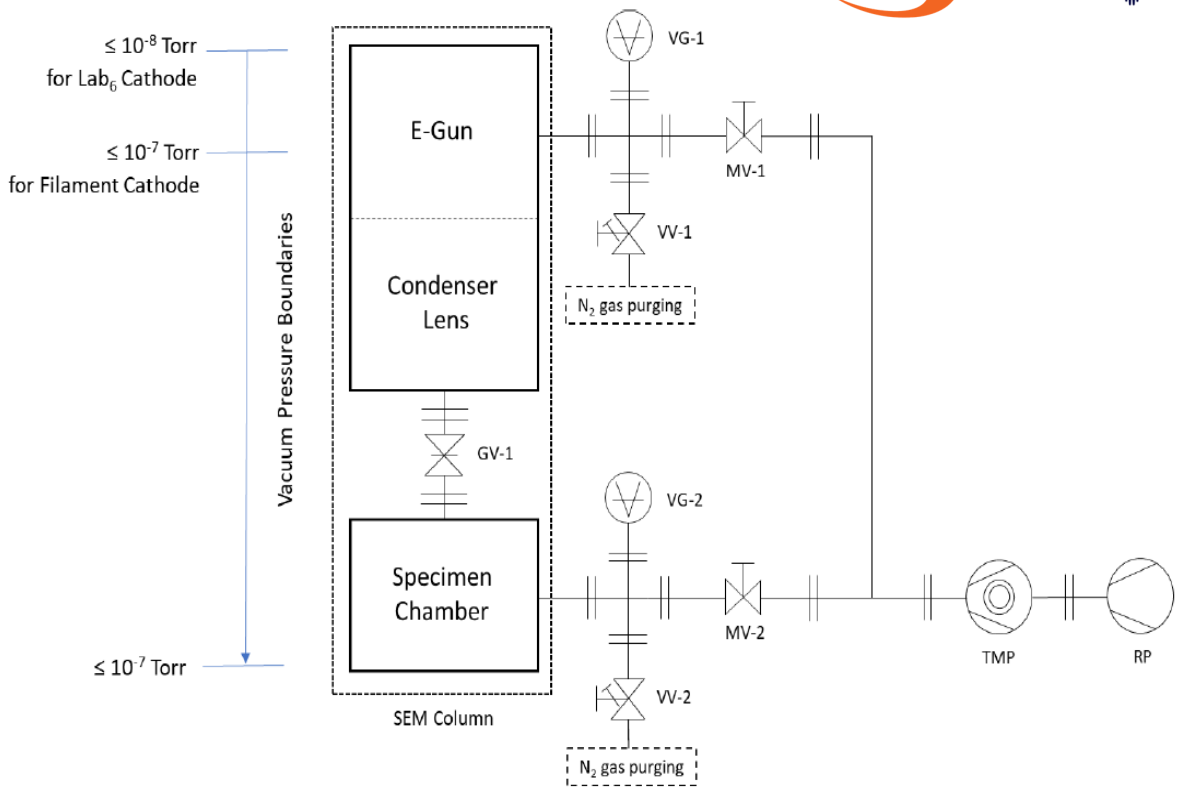 ≤ 10⁻⁸ Torr
for Lab₆ Cathode
≤ 10⁻⁷ Torr
for Filament Cathode
Vacuum Pressure Boundaries
≤ 10⁻⁷ Torr
E-Gun
Condenser
Lens
GV-1
Specimen
Chamber
SEM Column
VG-1
MV-1
VV-1
N₂ gas purging
VG-2
MV-2
VV-2
N₂ gas purging
TMP
RP